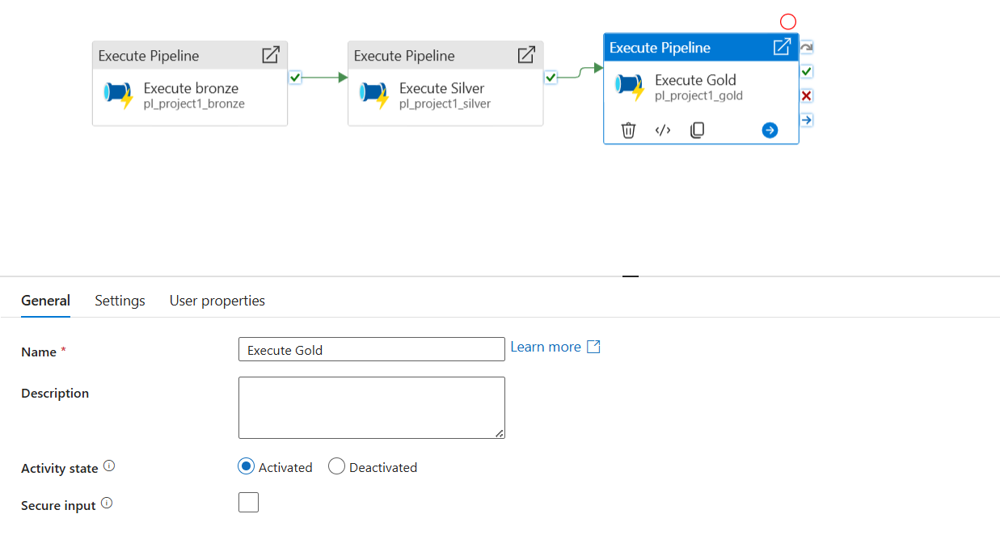 Execute Pipeline
Execute bronze
pl_project1_bronze
Execute Pipeline
Execute Silver
pl_project1_silver
Execute Pipeline
Execute Gold
pl_project1_gold
General Settings User properties
Name * Execute Gold Learn more
Description
Activity state Activated Deactivated
Secure input